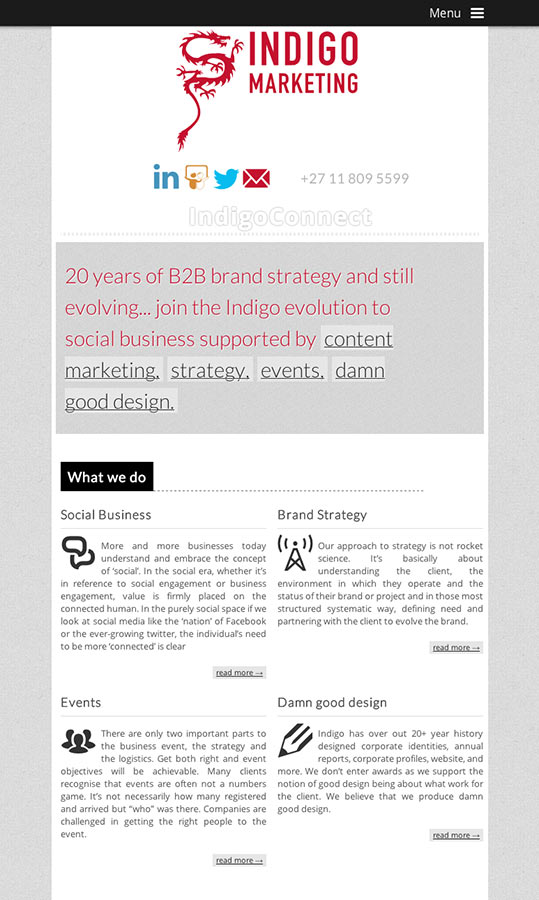 Menu
INDIGO
MARKETING
in
+27 11 809 5599
IndigoConnect
20 years of B2B brand strategy and still
evolving... join the Indigo evolution to
social business supported by content
marketing, strategy, events, damn
good design.
What we do
Social Business
More and more businesses today
understand and embrace the concept
of ‘social’. In the social era, whether it’s
in reference to social engagement or business
engagement, value is firmly placed on the
connected human. In the purely social space if we
look at social media like the ‘nation’ of Facebook
or the ever-growing twitter, the individual’s need
to be more ‘connected’ is clear
read more →
Brand Strategy
Our approach to strategy is not rocket
science. It’s basically about
understanding the client, the
environment in which they operate and the
status of their brand or project and in those most
structured systematic way, defining need and
partnering with the client to evolve the brand.
read more →
Events
There are only two important parts to
the business event, the strategy and
the logistics. Get both right and event
objectives will be achievable. Many clients
recognise that events are often not a numbers
game. It’s not necessarily how many registered
and arrived but “who” was there. Companies are
challenged in getting the right people to the
event.
read more →
Damn good design
Indigo has over out 20+ year history
designed corporate identities, annual
reports, corporate profiles, website, and
more. We don’t enter awards as we support the
notion of good design being about what work for
the client. We believe that we produce damn
good design.
read more →